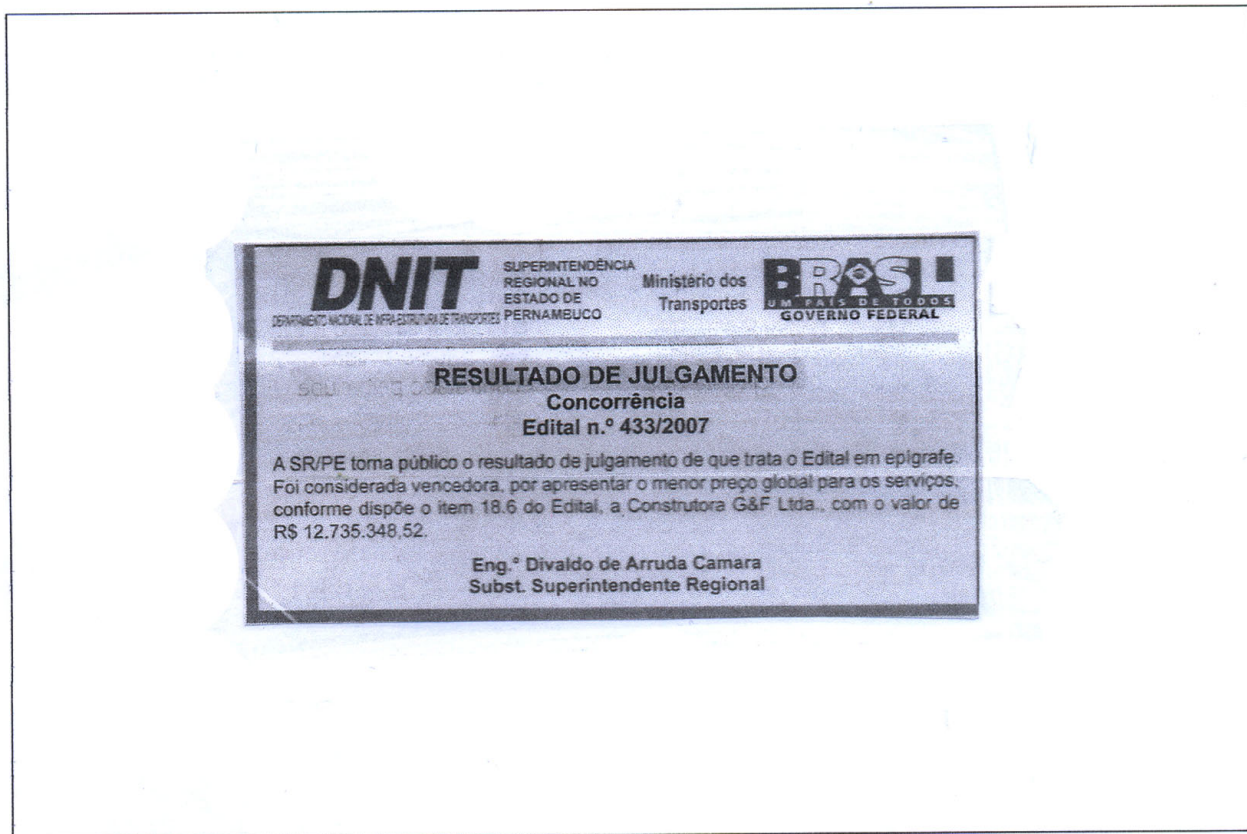 DNIT
DEPARTAMENTO NACIONAL DE INFRA-ESTRUTURA DE TRANSPORTES
SUPERINTENDÊNCIA
REGIONAL NO
ESTADO DE
PERNAMBUCO
Ministério dos
Transportes
BRASIL
UM PAÍS DE TODOS
GOVERNO FEDERAL
RESULTADO DE JULGAMENTO
Concorrência
Edital n.º 433/2007
A SR/PE torna público o resultado de julgamento de que trata o Edital em epígrafe.
Foi considerada vencedora, por apresentar o menor preço global para os serviços,
conforme dispõe o item 18.6 do Edital, a Construtora G&F Ltda., com o valor de
R$ 12.735.348,52.
Eng.º Divaldo de Arruda Camara
Subst. Superintendente Regional